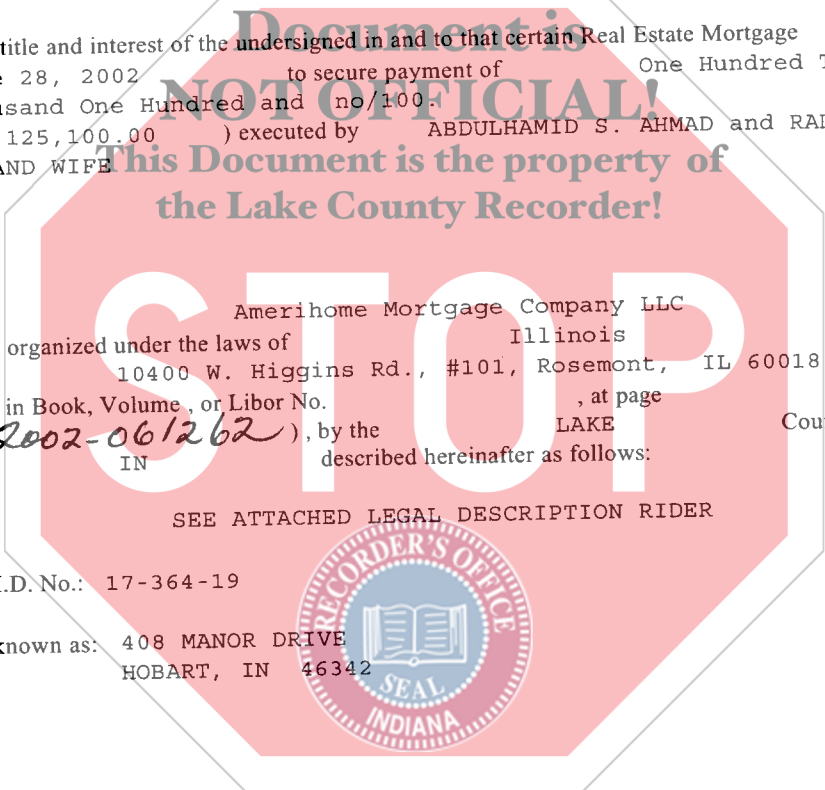 Document is
title and interest of the undersigned in and to that certain Real Estate Mortgage
e 28, 2002 to secure payment of One Hundred T
NOT OFFICIAL!
usand One Hundred and no/100.
125,100.00 ) executed by ABDULHAMID S. AHMAD and RAE
AND WIFE
This Document is the property of
the Lake County Recorder!
STOP
Amerihome Mortgage Company LLC
organized under the laws of Illinois
10400 W. Higgins Rd., #101, Rosemont, IL 60018
in Book, Volume , or Libor No. , at page
2002-061262 ), by the LAKE Cou
IN described hereinafter as follows:
SEE ATTACHED LEGAL DESCRIPTION RIDER
RECORDER'S OFFICE
I.D. No.: 17-364-19
known as: 408 MANOR DRIVE
HOBART, IN 46342
SEAL
INDIANA